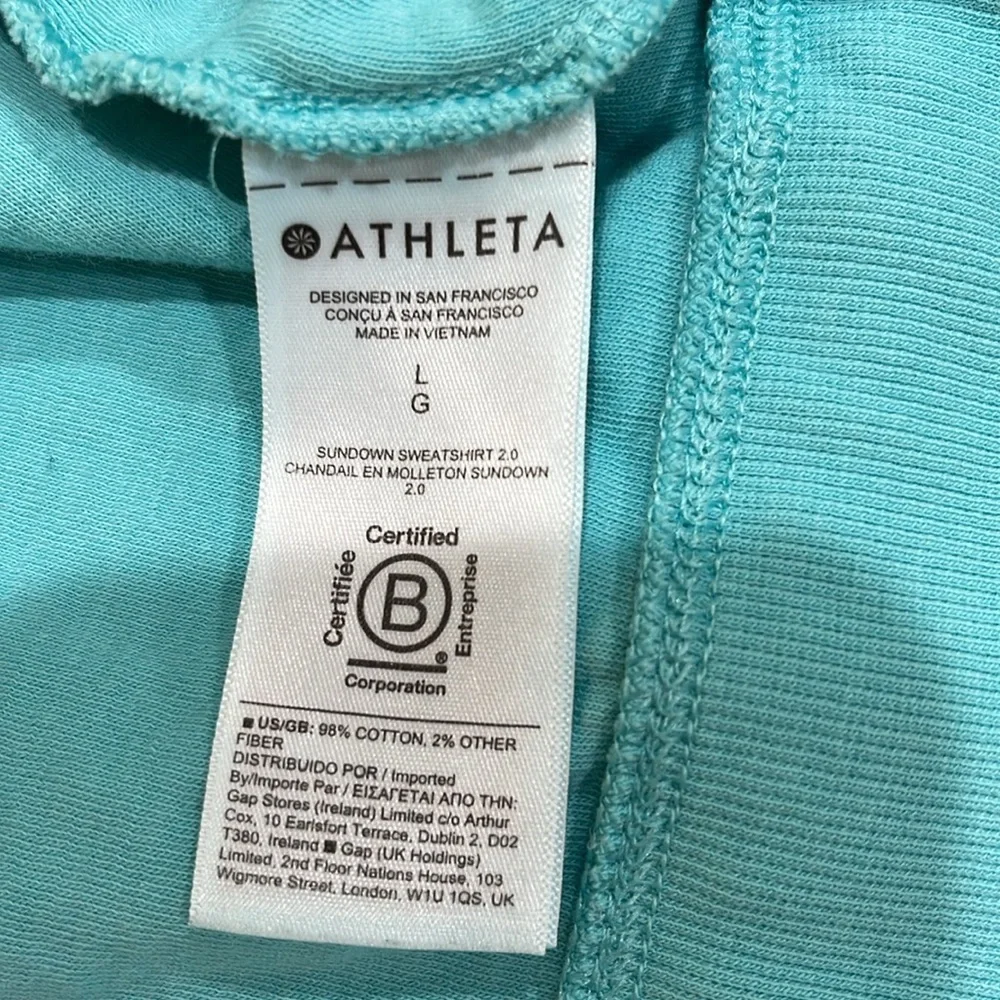 ATHLETA
DESIGNED IN SAN FRANCISCO
CONÇU À SAN FRANCISCO
MADE IN VIETNAM
L
G
SUNDOWN SWEATSHIRT 2.0
CHANDAIL EN MOLLETON SUNDOWN
2.0
Certified
Certifiée
B
Entreprise
®
Corporation
■ US/GB: 98% COTTON, 2% OTHER
FIBER
DISTRIBUIDO POR / Imported
By/Importe Par / ΕΙΣΑΓΕΤΑΙ ΑΠΟ ΤΗΝ:
Gap Stores (Ireland) Limited c/o Arthur
Cox, 10 Earlsfort Terrace, Dublin 2, D02
T380, Ireland ■ Gap (UK Holdings)
Limited, 2nd Floor Nations House, 103
Wigmore Street, London, W1U 1QS, UK